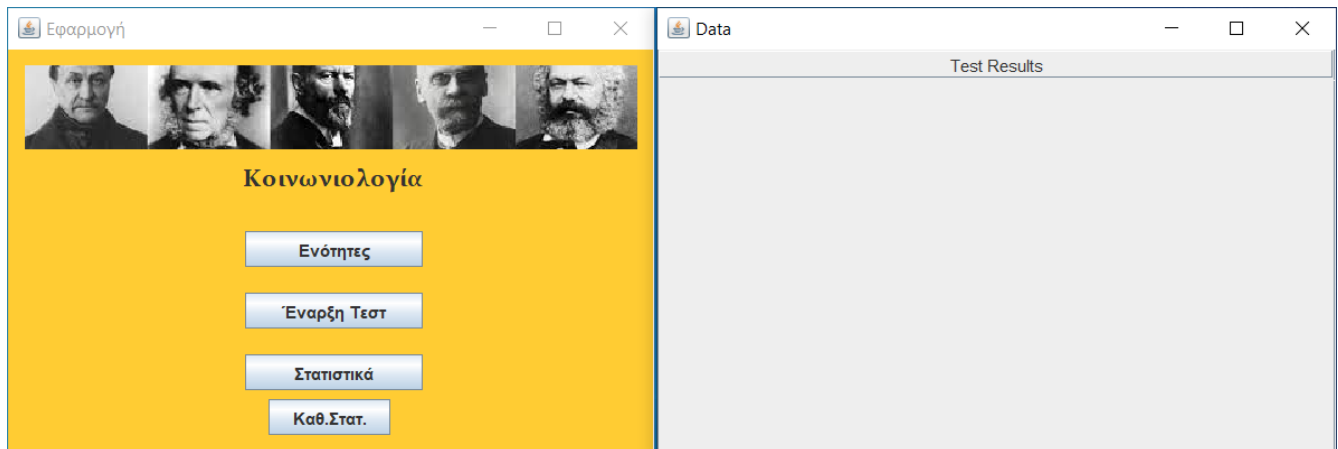 Εφαρμογή
Κοινωνιολογία
Ενότητες
Έναρξη Τεστ
Στατιστικά
Καθ.Στατ.
Data
Test Results